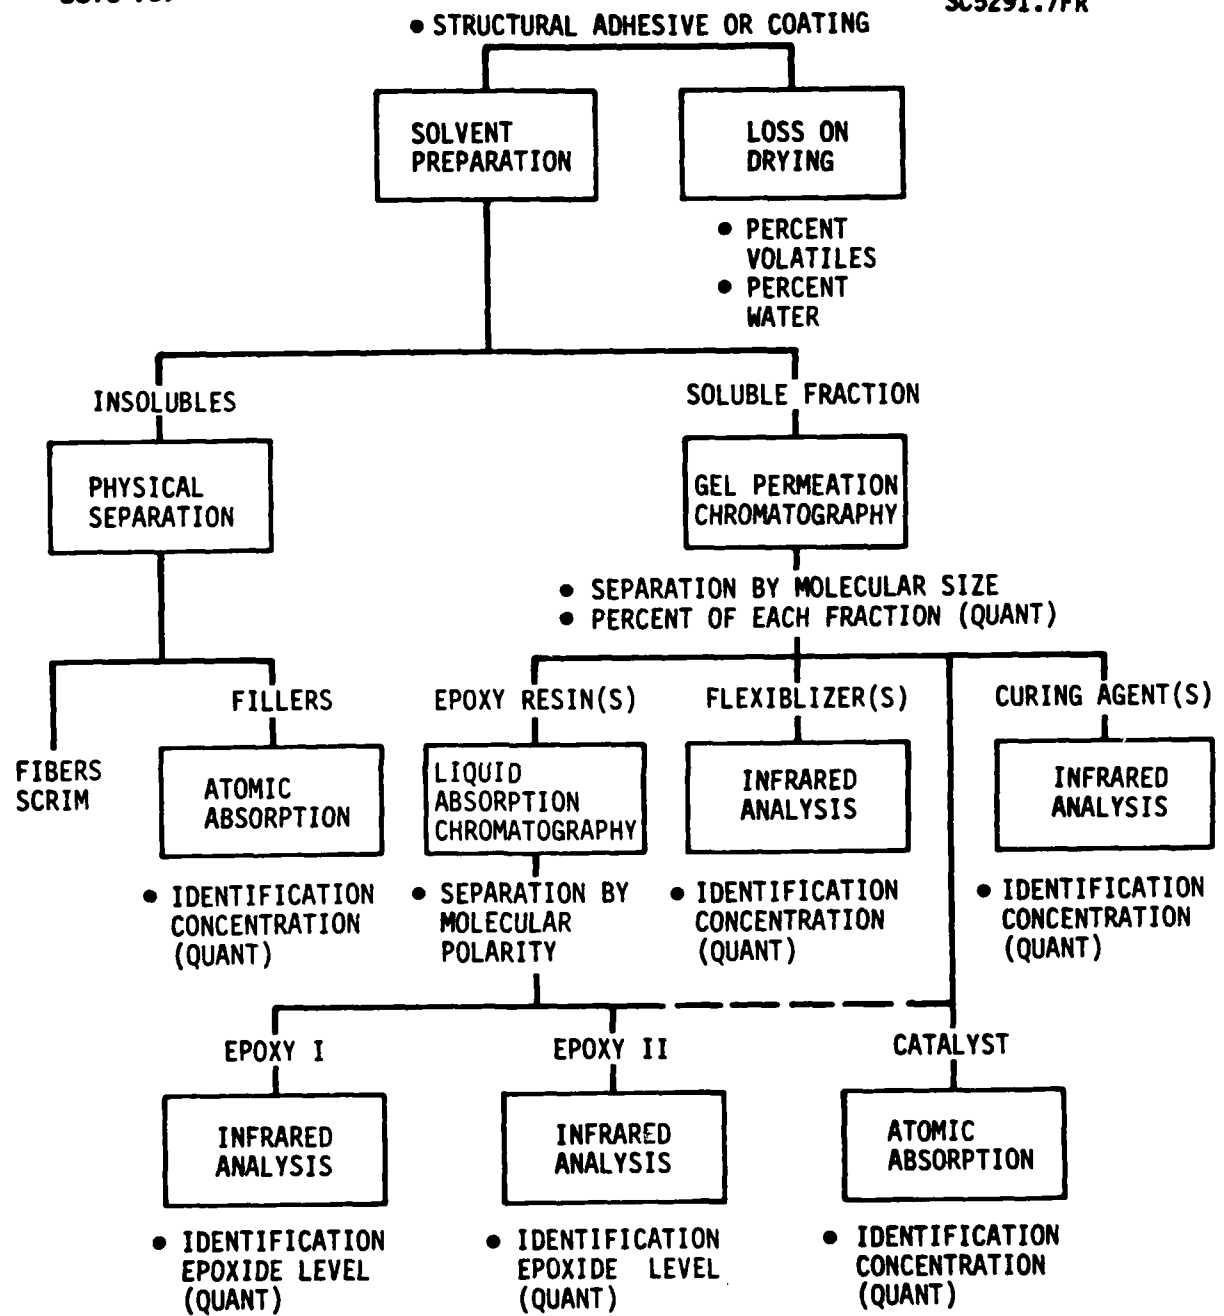 SC5291.7FR
● STRUCTURAL ADHESIVE OR COATING
SOLVENT
PREPARATION
LOSS ON
DRYING
● PERCENT
VOLATILES
● PERCENT
WATER
INSOLUBLES
SOLUBLE FRACTION
PHYSICAL
SEPARATION
GEL PERMEATION
CHROMATOGRAPHY
● SEPARATION BY MOLECULAR SIZE
● PERCENT OF EACH FRACTION (QUANT)
FIBERS
SCRIM
FILLERS
ATOMIC
ABSORPTION
● IDENTIFICATION
CONCENTRATION
(QUANT)
EPOXY RESIN(S)
LIQUID
ABSORPTION
CHROMATOGRAPHY
● SEPARATION BY
MOLECULAR
POLARITY
FLEXIBLIZER(S)
INFRARED
ANALYSIS
● IDENTIFICATION
CONCENTRATION
(QUANT)
CURING AGENT(S)
INFRARED
ANALYSIS
● IDENTIFICATION
CONCENTRATION
(QUANT)
EPOXY I
INFRARED
ANALYSIS
● IDENTIFICATION
EPOXIDE LEVEL
(QUANT)
EPOXY II
INFRARED
ANALYSIS
● IDENTIFICATION
EPOXIDE LEVEL
(QUANT)
CATALYST
ATOMIC
ABSORPTION
● IDENTIFICATION
CONCENTRATION
(QUANT)